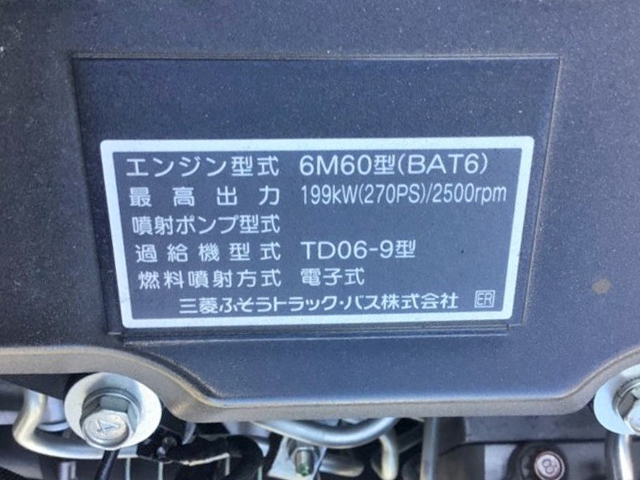 エンジン型式 6M60型(BAT6)
最高出力 199kW(270PS)/2500rpm
噴射ポンプ型式
過給機型式 TD06-9型
燃料噴射方式 電子式
三菱ふそうトラック・バス株式会社 ER
4
8